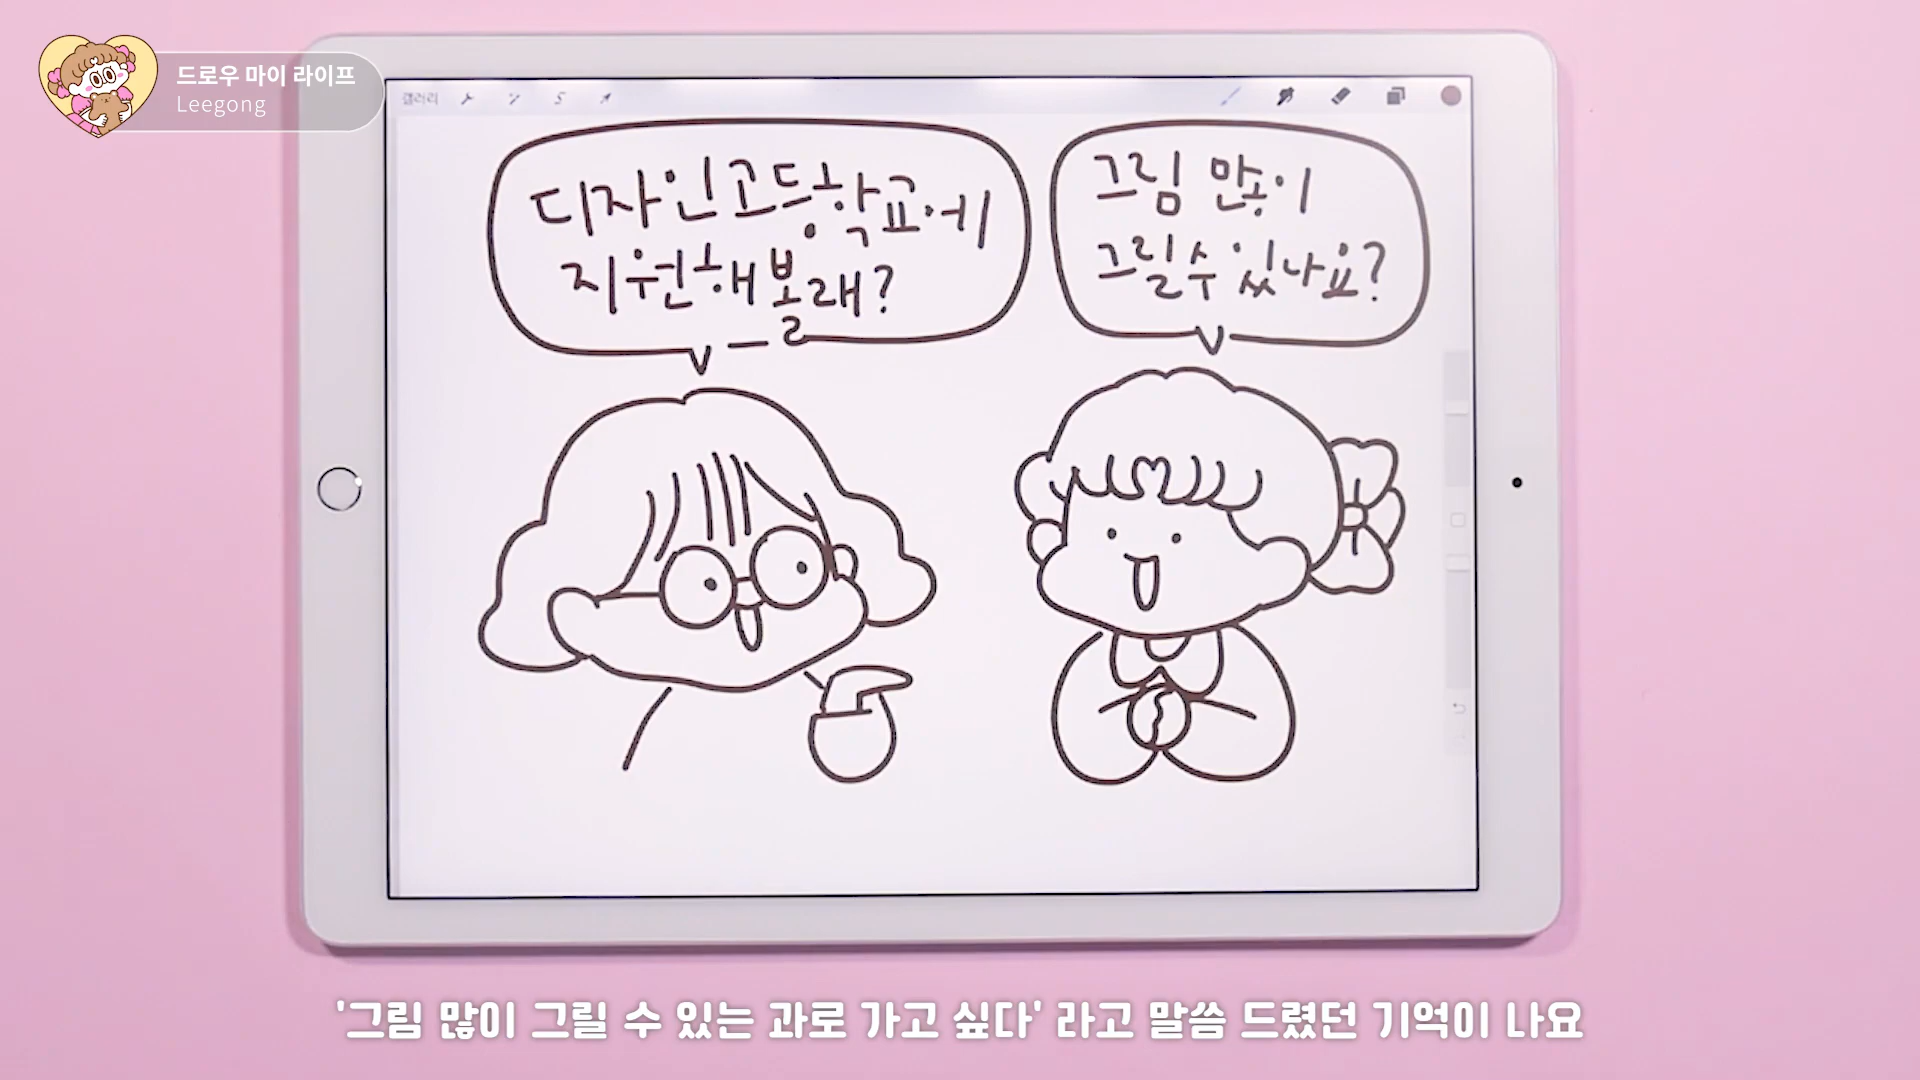 드로우 마이 라이프
Leegong
갤러리
디자인고등학교에
지원해볼래?
그림 많이
그릴수있나요?
'그림 많이 그릴 수 있는 과로 가고 싶다' 라고 말씀 드렸던 기억이 나요